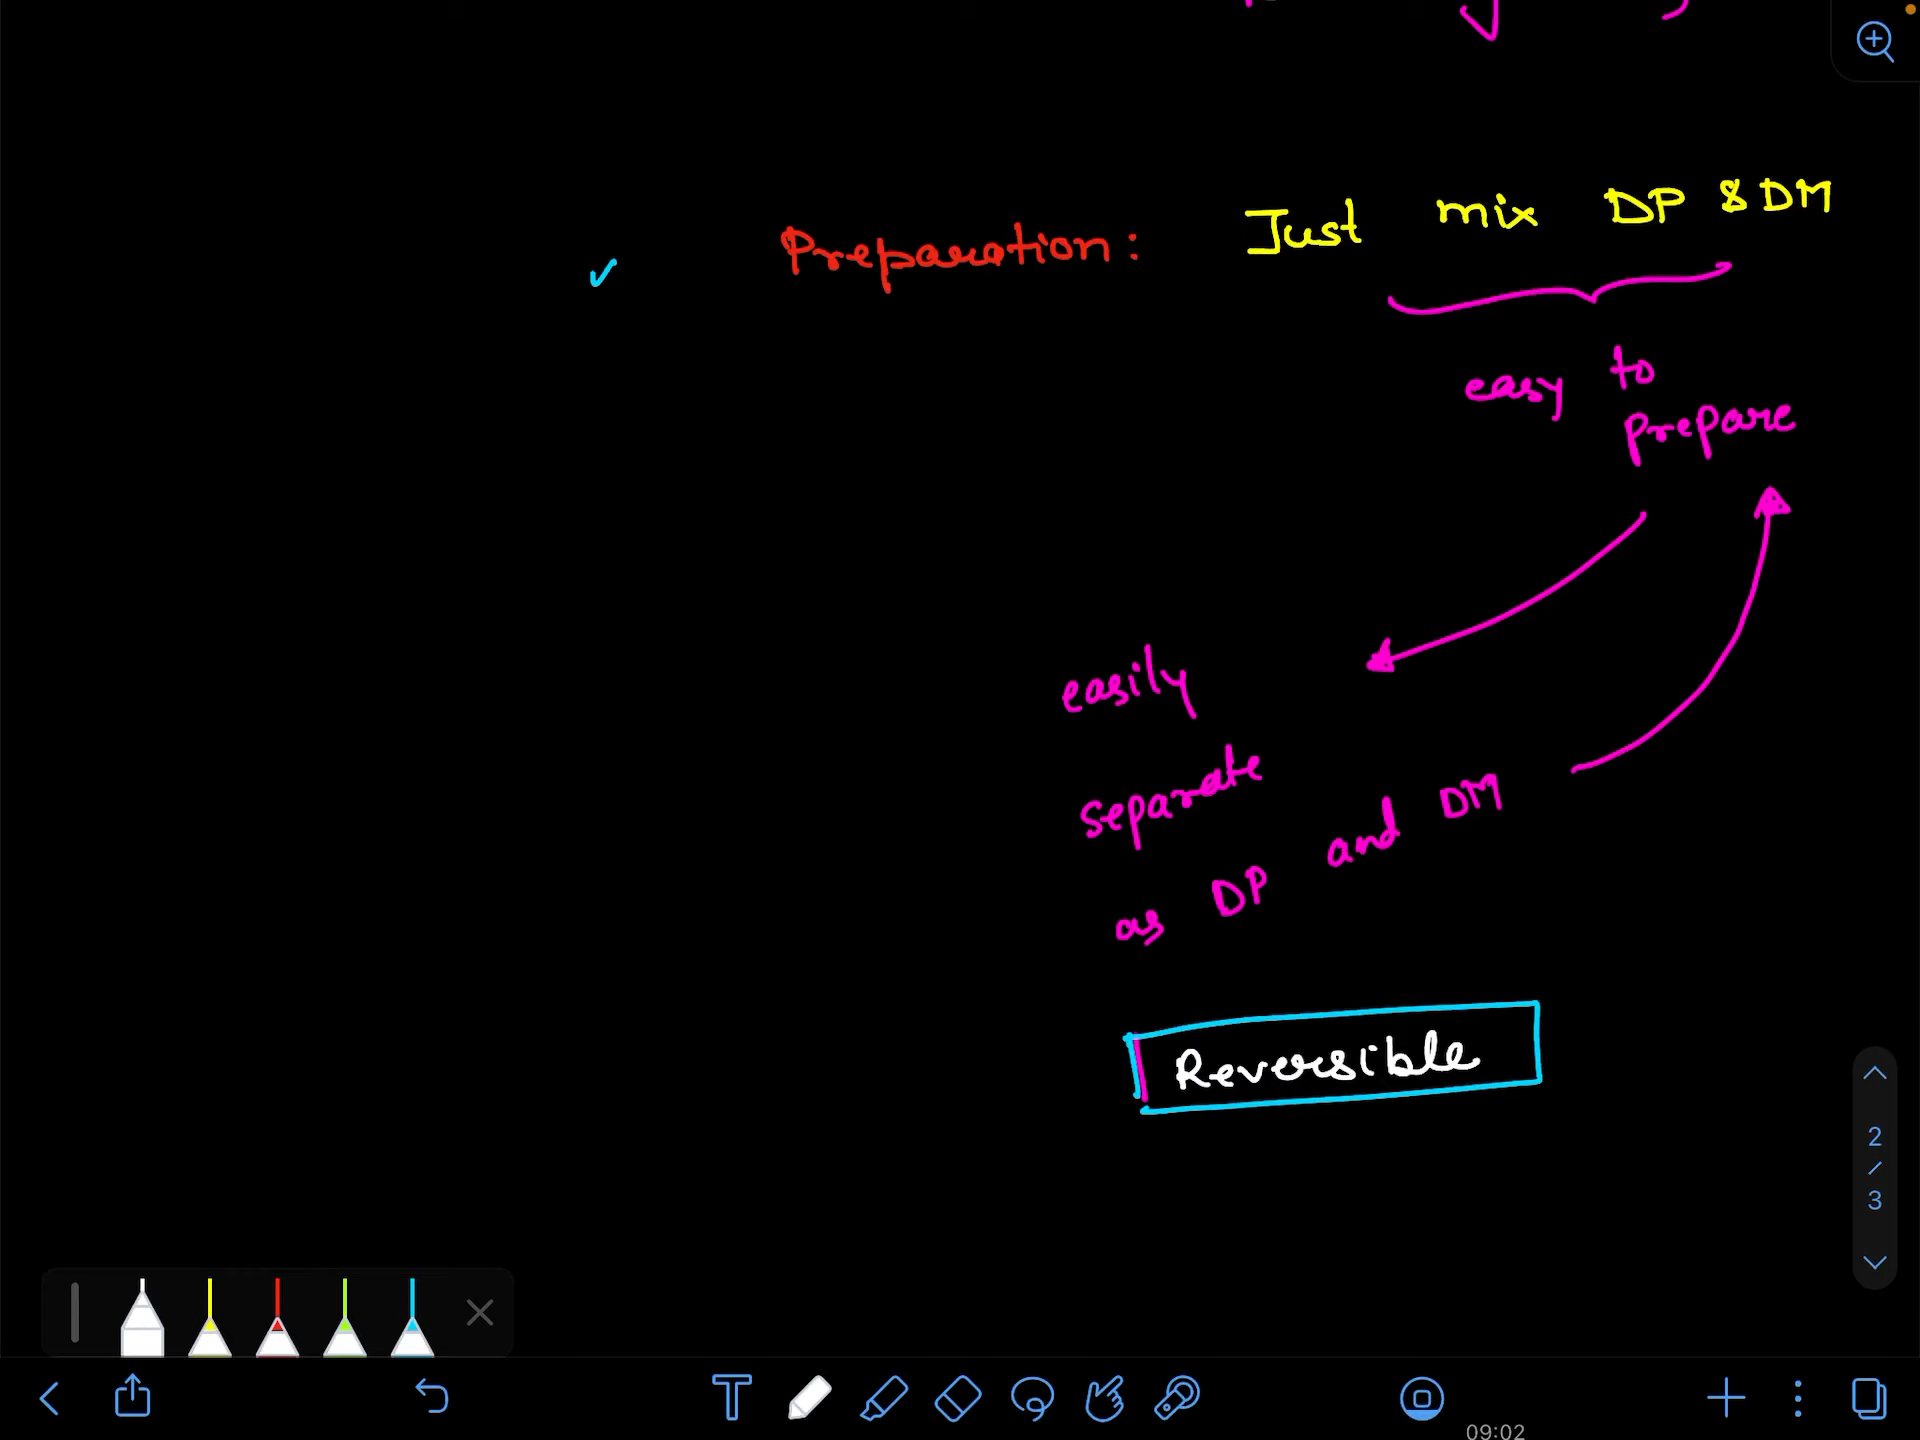 Preparation: Just mix DP & DM
easy to
prepare
easily
separate
as DP and DM
Reversible
2
/
3
09:02